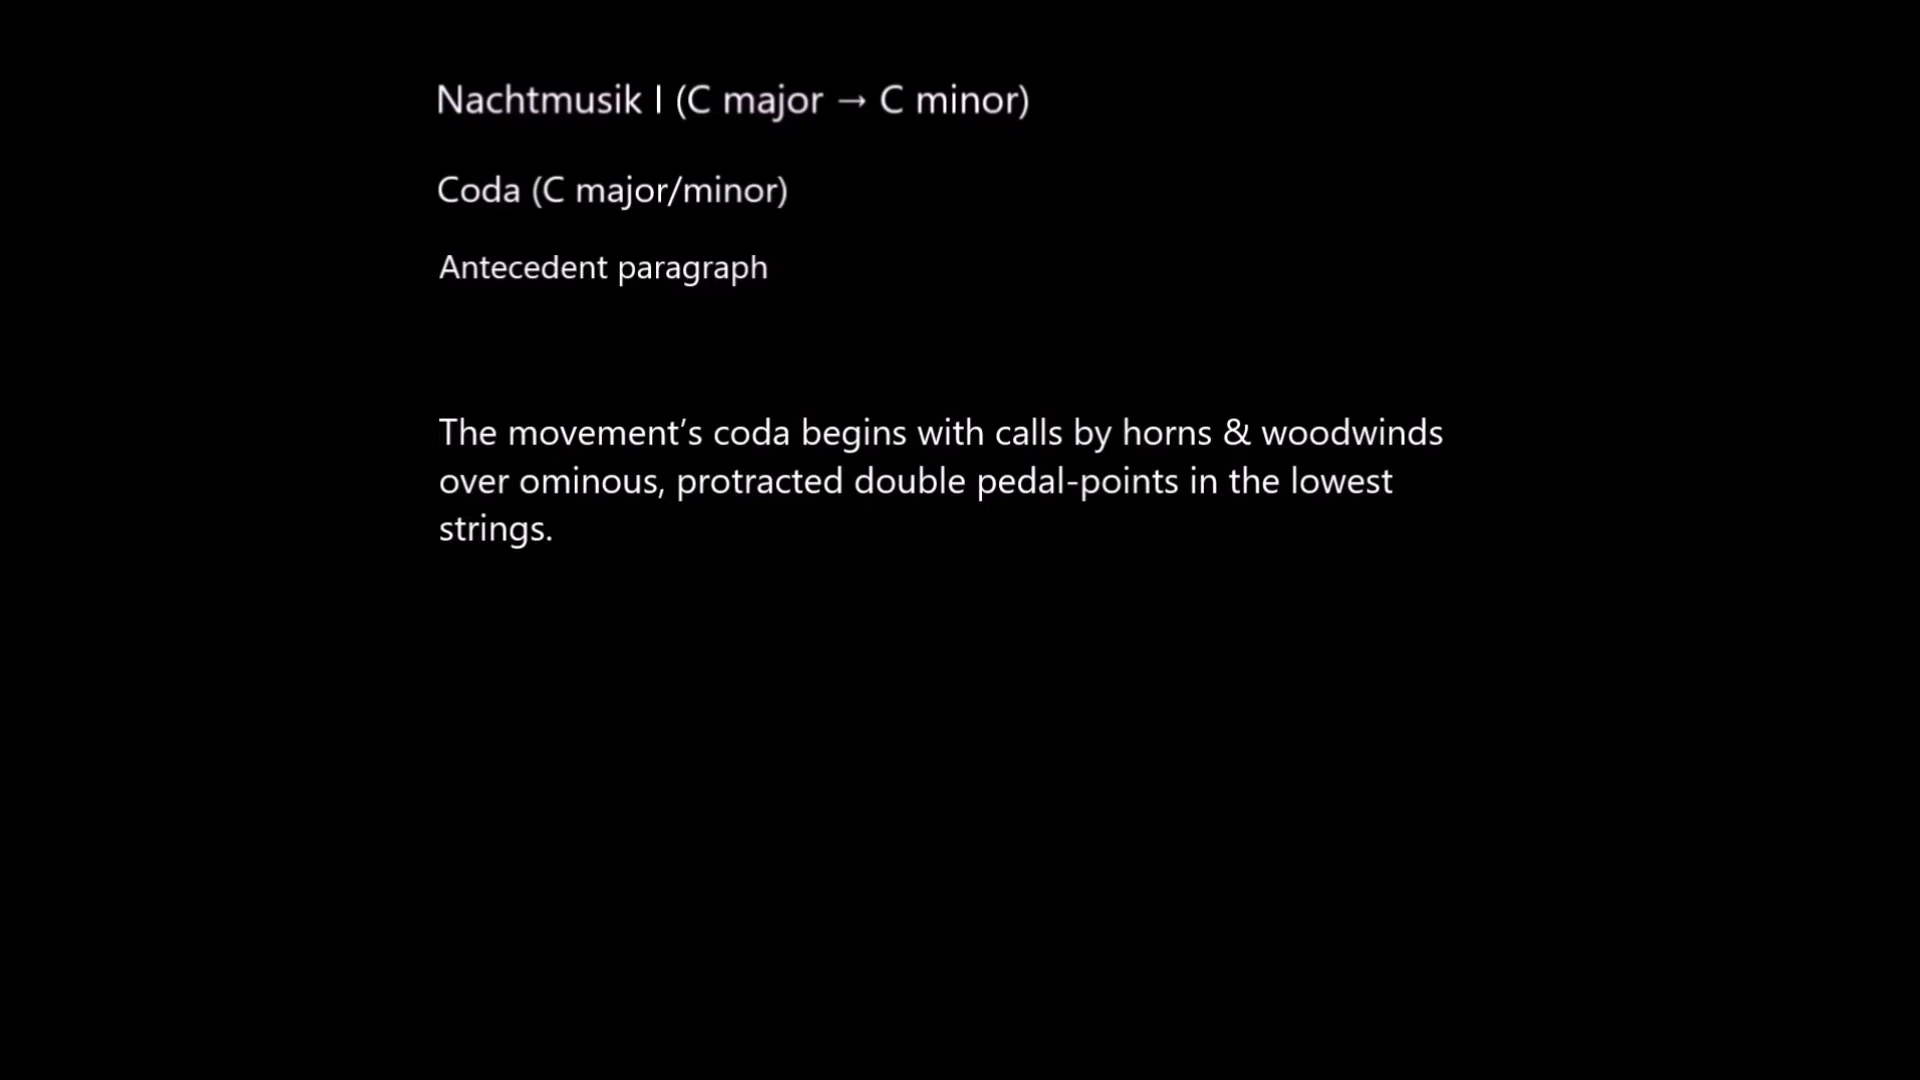 Nachtmusik I (C major → C minor)
Coda (C major/minor)
Antecedent paragraph
The movement’s coda begins with calls by horns & woodwinds
over ominous, protracted double pedal-points in the lowest
strings.